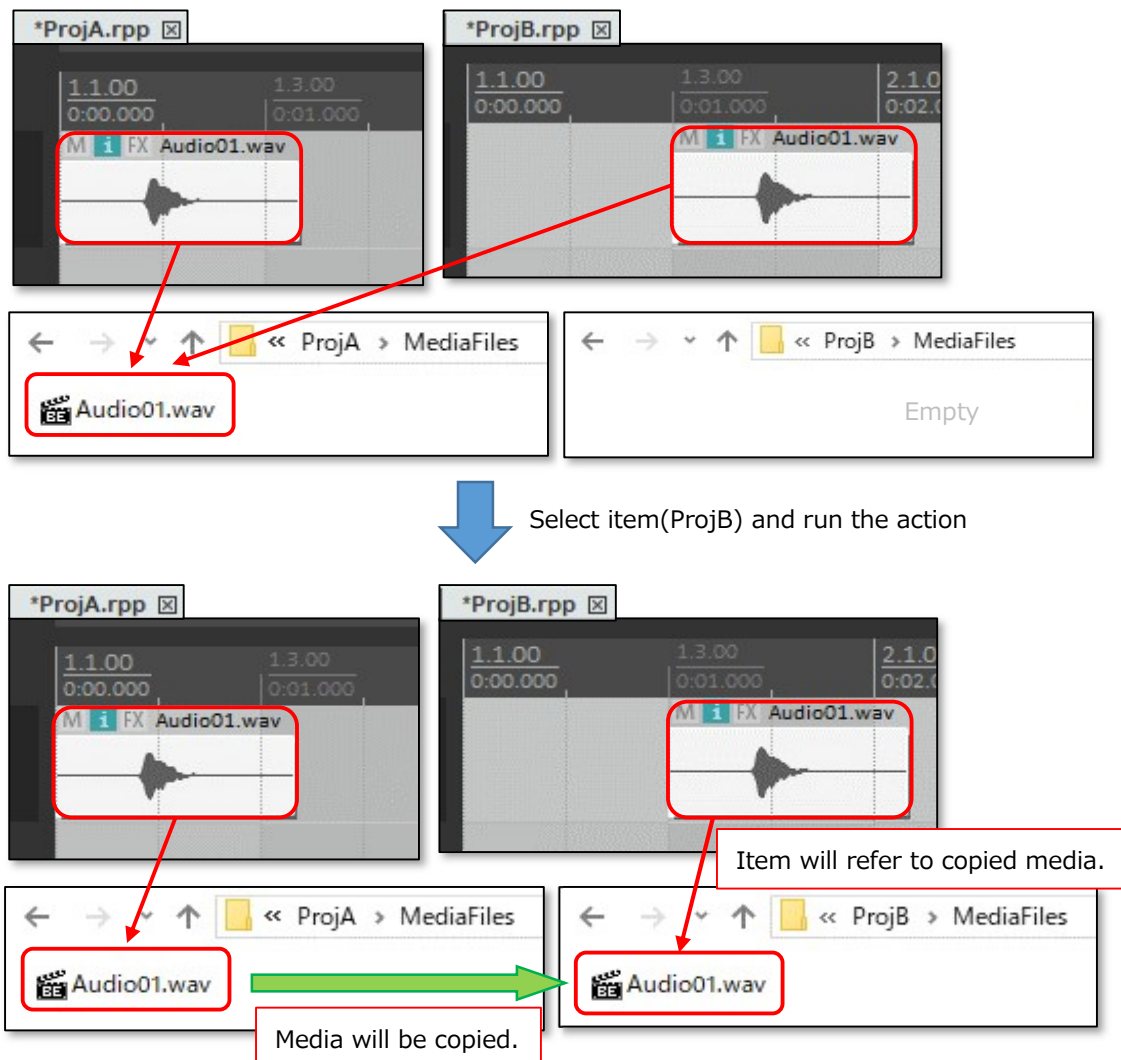 *ProjA.rpp
*ProjB.rpp
1.1.00
1.3.00
0:00.000
0:01.000
1.1.00
1.3.00
2.1.0
0:00.000
0:01.000
0:02.0
M i FX Audio01.wav
M i FX Audio01.wav
« ProjA > MediaFiles
« ProjB > MediaFiles
BE Audio01.wav
Empty
Select item(ProjB) and run the action
*ProjA.rpp
*ProjB.rpp
1.1.00
1.3.00
0:00.000
0:01.000
1.1.00
1.3.00
2.1.0
0:00.000
0:01.000
0:02.0
M i FX Audio01.wav
M i FX Audio01.wav
Item will refer to copied media.
« ProjA > MediaFiles
« ProjB > MediaFiles
BE Audio01.wav
BE Audio01.wav
Media will be copied.